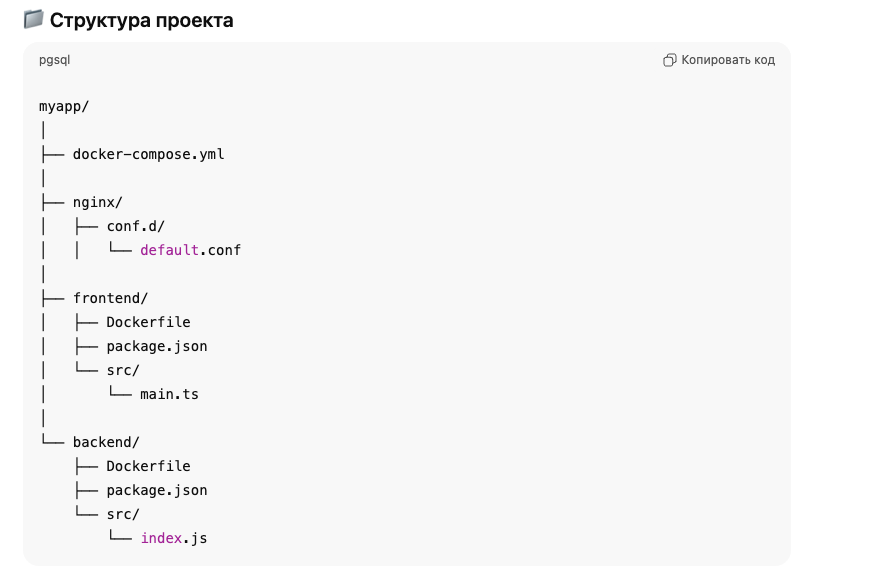 📁 Структура проекта
pgsql
Копировать код
myapp/
│
├── docker-compose.yml
│
├── nginx/
│   ├── conf.d/
│   │   └── default.conf
│
├── frontend/
│   ├── Dockerfile
│   ├── package.json
│   └── src/
│       └── main.ts
│
└── backend/
    ├── Dockerfile
    ├── package.json
    └── src/
        └── index.js